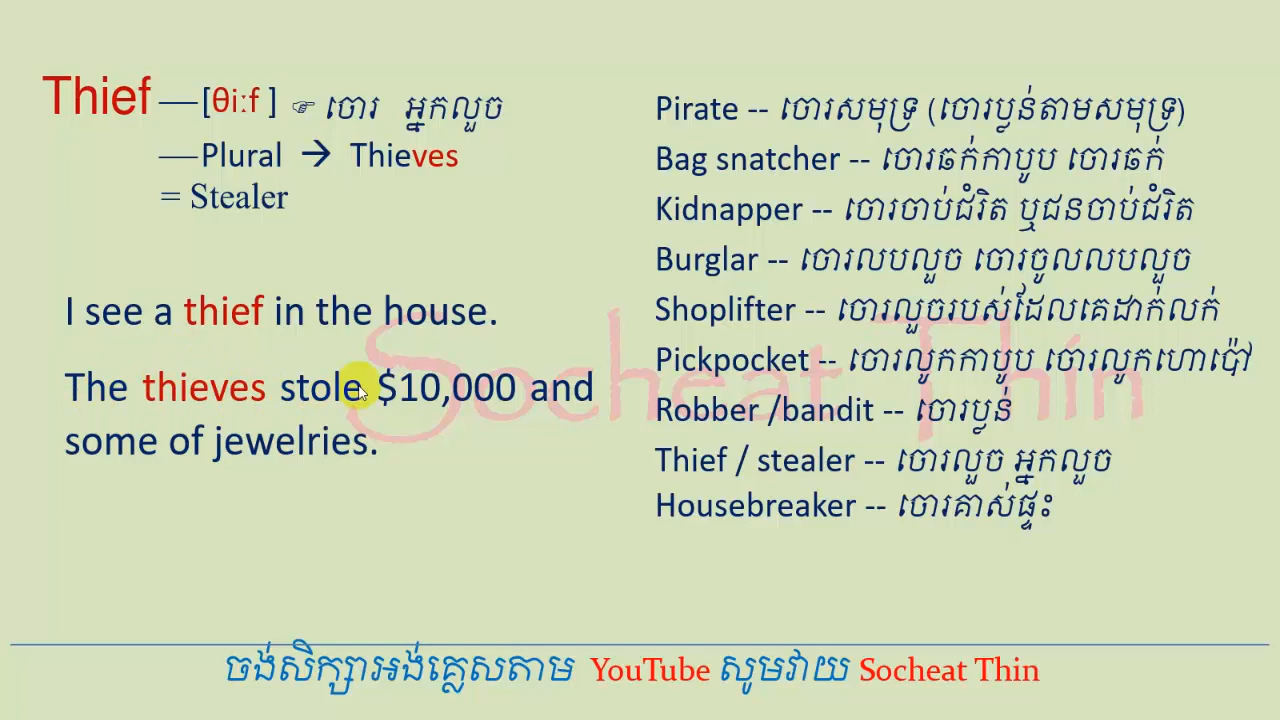 Thief —[θiːf ] ☞ ចោរ អ្នកលួច
—Plural → Thieves
= Stealer
I see a thief in the house.
The thieves stole $10,000 and
some of jewelries.
Pirate -- ចោរសមុទ្រ (ចោរប្លន់តាមសមុទ្រ)
Bag snatcher -- ចោរឆក់កាបូប ចោរឆក់
Kidnapper -- ចោរចាប់ជំរិត ឬជនចាប់ជំរិត
Burglar -- ចោរលបលួច ចោរចូលលបលួច
Shoplifter -- ចោរលួចរបស់ដែលគេដាក់លក់
Pickpocket -- ចោរលូកកាបូប ចោរលូកហោប៉ៅ
Robber /bandit -- ចោរប្លន់
Thief / stealer -- ចោរលួច អ្នកលួច
Housebreaker -- ចោរគាស់ផ្ទះ
Socheat Thin
ចង់សិក្សាអង់គ្លេសតាម YouTube សូមវាយ Socheat Thin